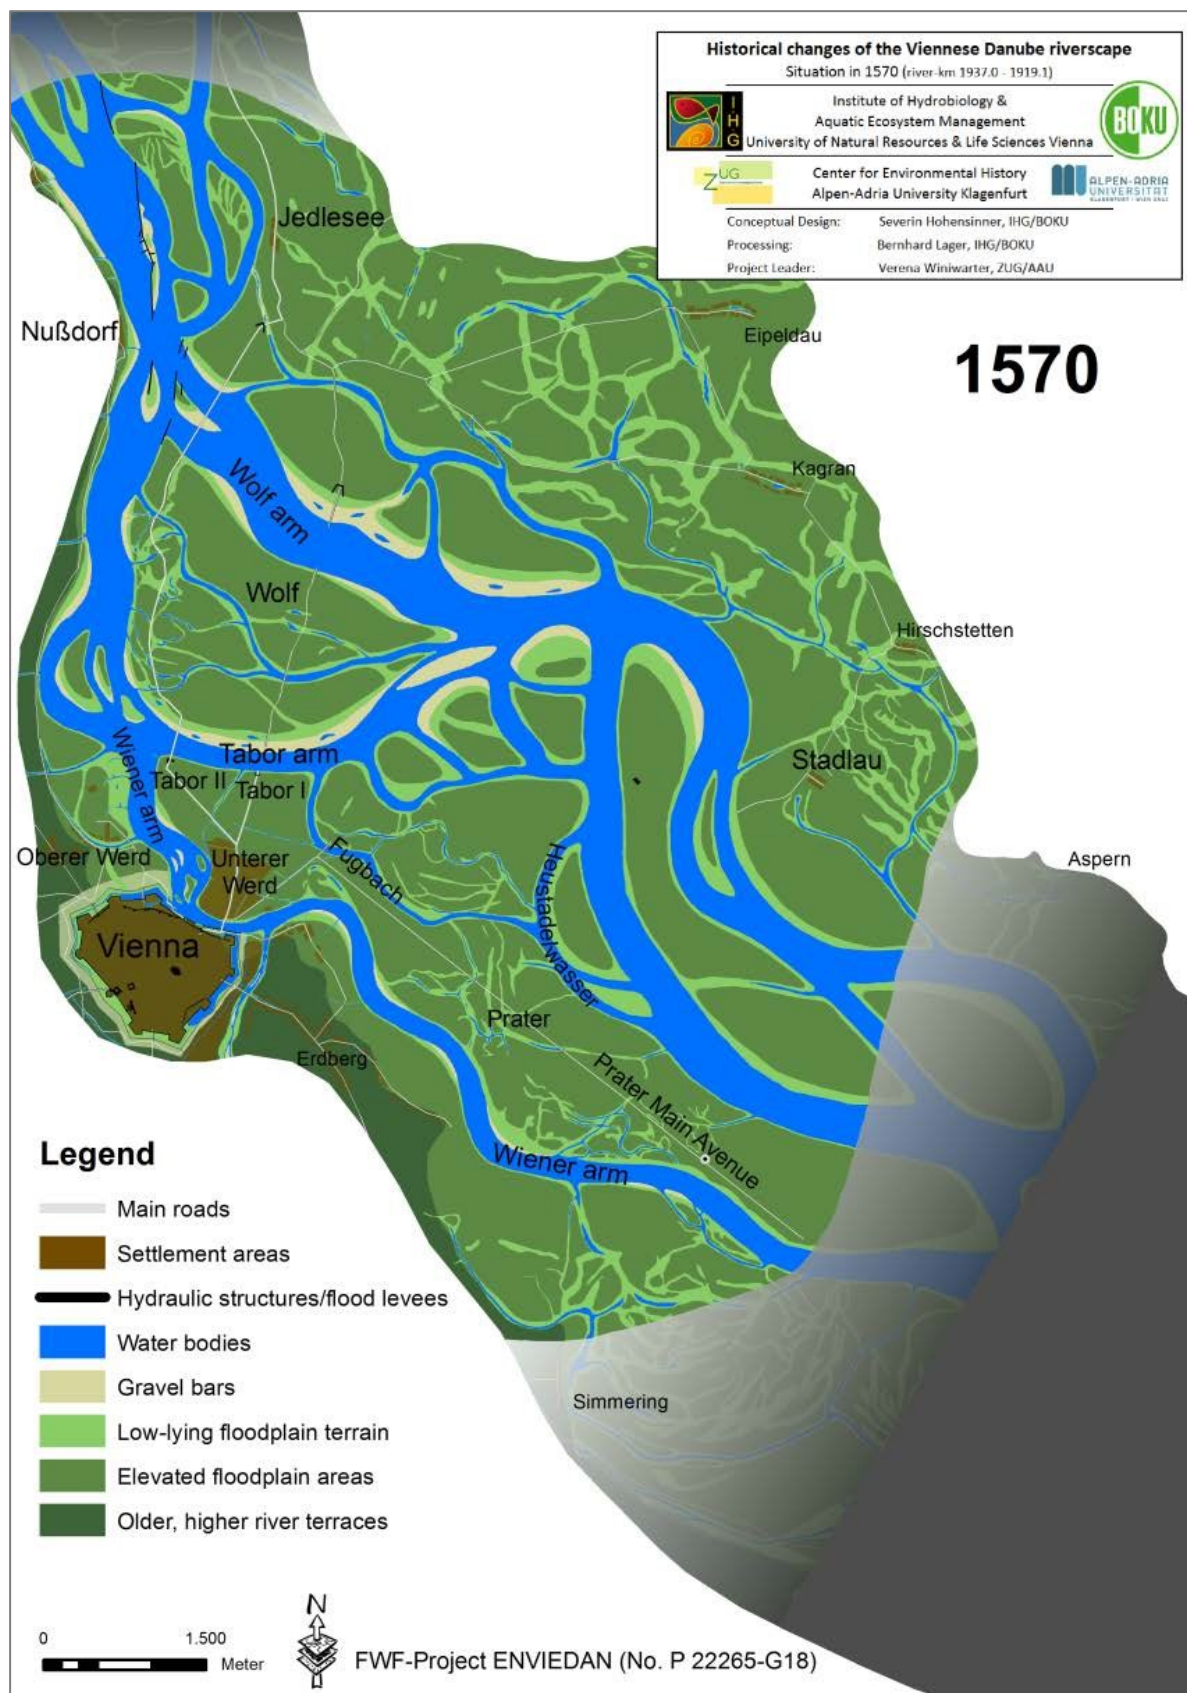 Historical changes of the Viennese Danube riverscape
Situation in 1570 (river-km 1937.0 - 1919.1)
IHG
Institute of Hydrobiology &
Aquatic Ecosystem Management
University of Natural Resources & Life Sciences Vienna
BOKU
ZUG
Center for Environmental History
Alpen-Adria University Klagenfurt
ALPEN-ADRIA
UNIVERSITÄT
KLAGENFURT | WIEN GRAZ
Conceptual Design: Severin Hohensinner, IHG/BOKU
Processing: Bernhard Lager, IHG/BOKU
Project Leader: Verena Winiwarter, ZUG/AAU
1570
Jedlesee
Nußdorf
Eipeldau
Kagran
Wolf arm
Wolf
Hirschstetten
Wiener arm
Tabor arm
Tabor II
Tabor I
Stadlau
Oberer Werd
Unterer
Werd
Fugbach
Heustadelwasser
Aspern
Vienna
Prater
Erdberg
Prater Main Avenue
Wiener arm
Simmering
Legend
Main roads
Settlement areas
Hydraulic structures/flood levees
Water bodies
Gravel bars
Low-lying floodplain terrain
Elevated floodplain areas
Older, higher river terraces
0 1.500
Meter
N
FWF-Project ENVIEDAN (No. P 22265-G18)